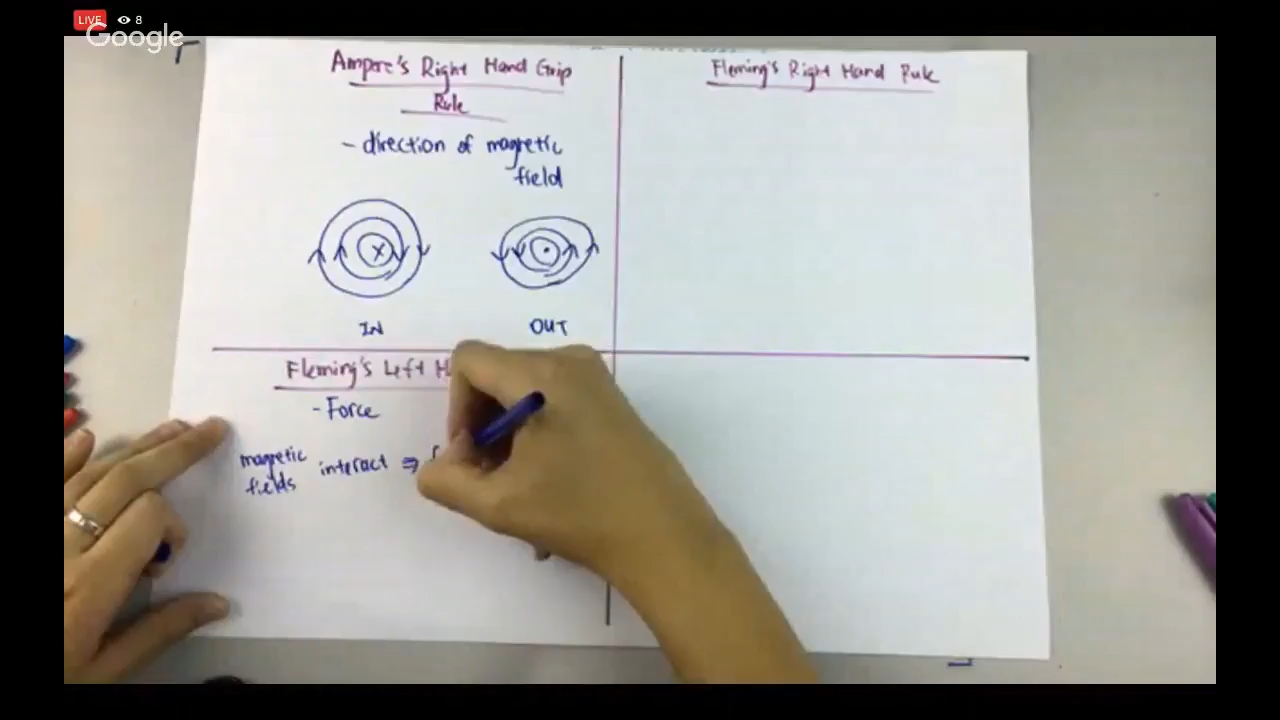 LIVE 8
Google
Ampere's Right Hand Grip
Rule
- direction of magnetic
field
IN
OUT
Fleming's Right Hand Rule
Fleming's Left
- Force
magnetic
fields interact ⇒